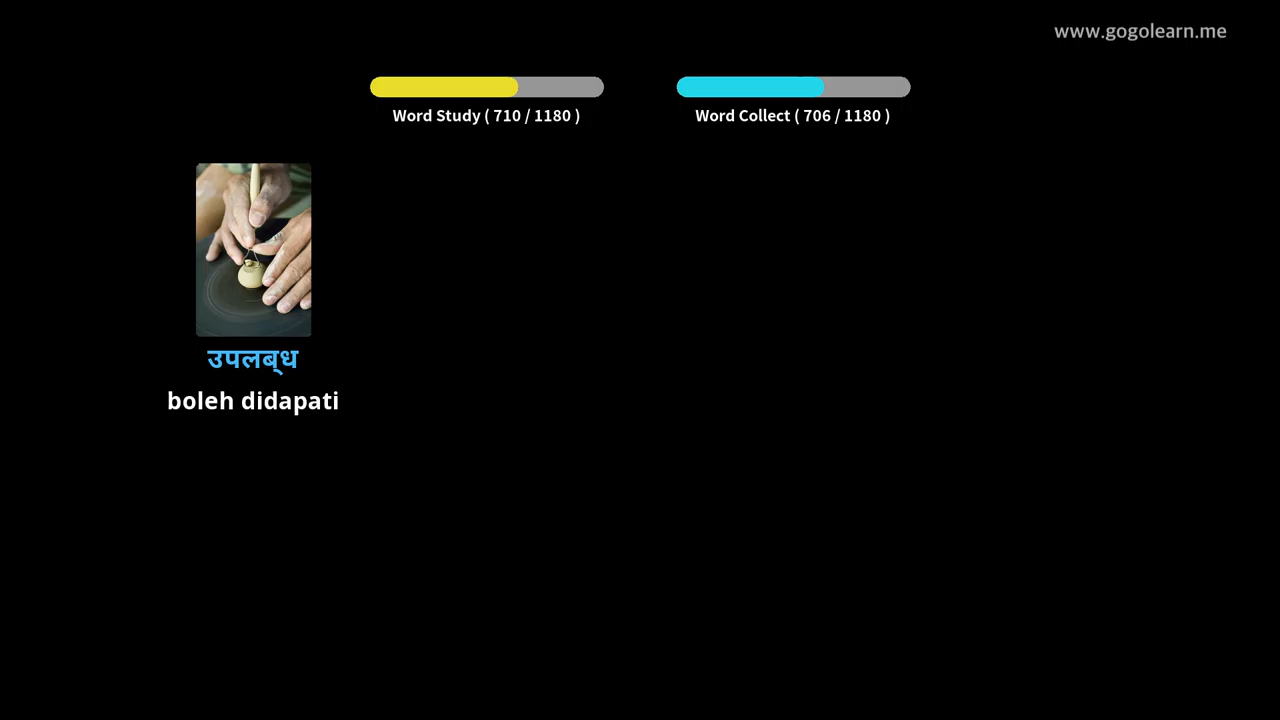 www.gogolearn.me
Word Study ( 710 / 1180 )
Word Collect ( 706 / 1180 )
उपलब्ध
boleh didapati